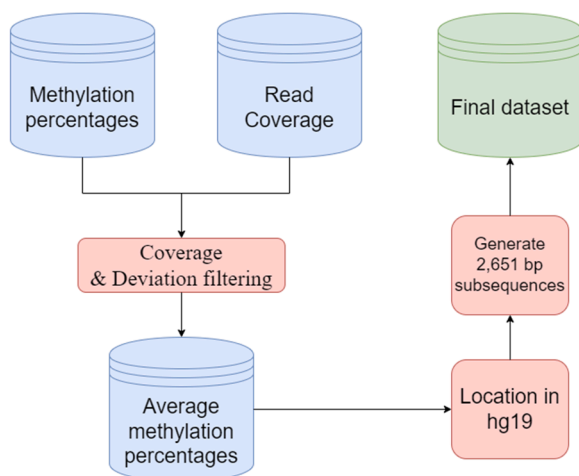 Methylation
percentages
Read
Coverage
Final dataset
Coverage
& Deviation filtering
Generate
2,651 bp
subsequences
Average
methylation
percentages
Location in
hg19